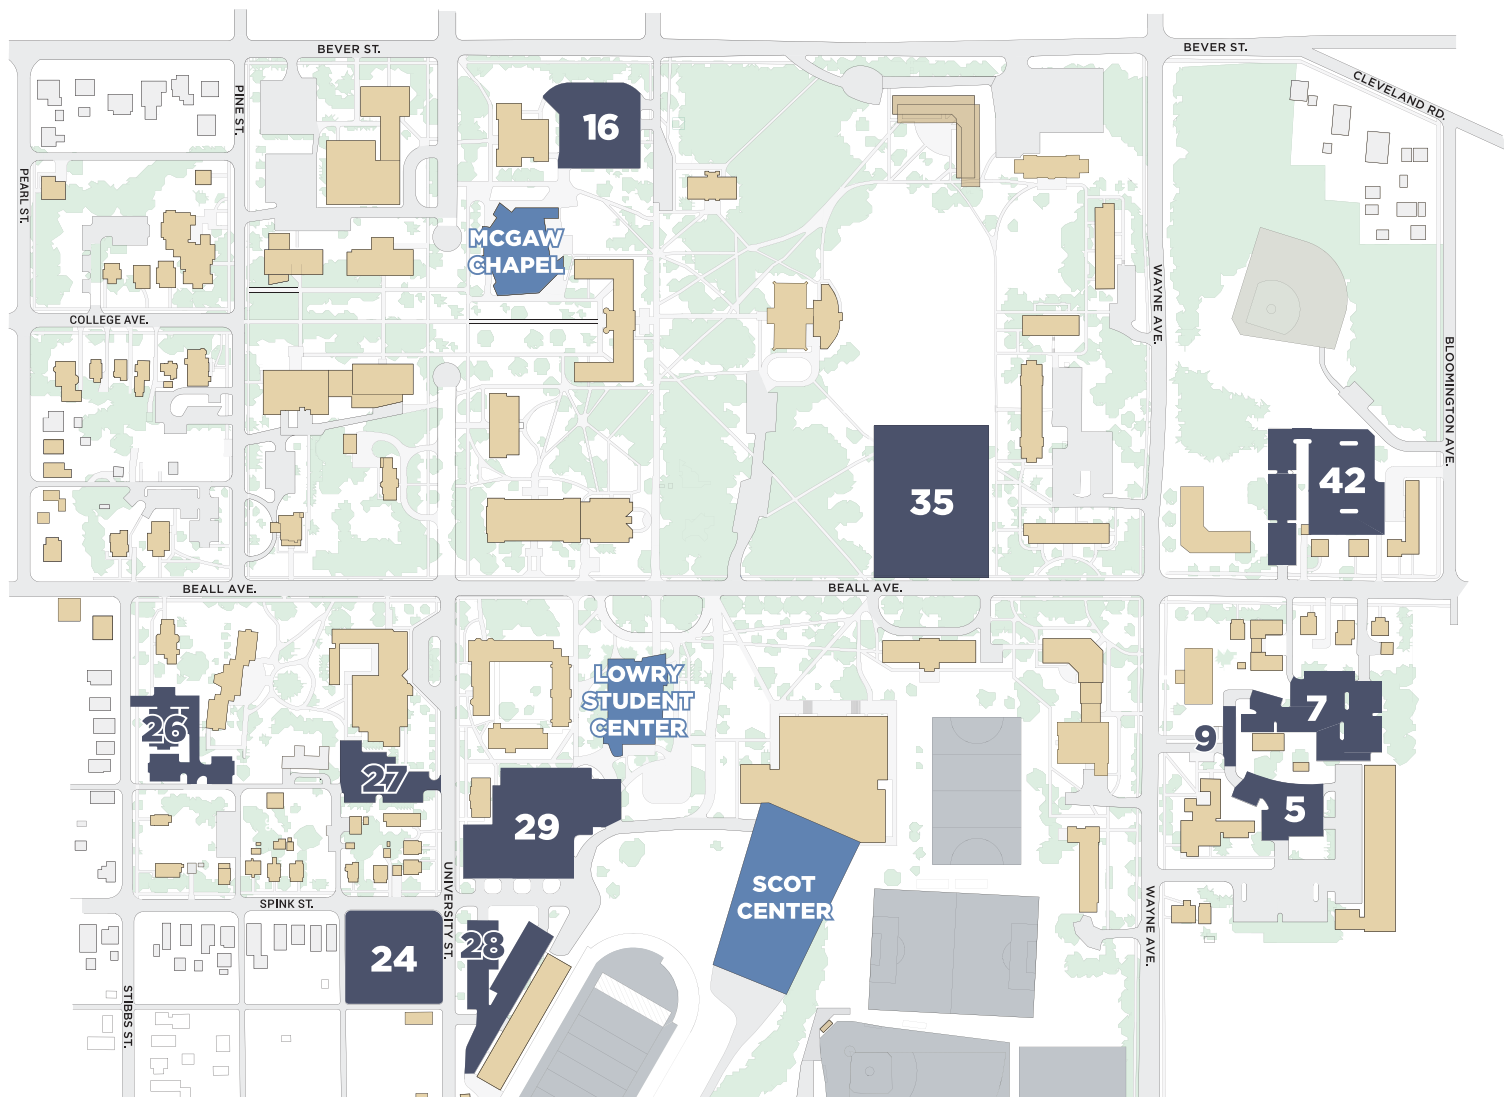 BEVER ST.
BEVER ST.
CLEVELAND RD.
PINE ST.
16
PEARL ST.
MCGAW
CHAPEL
WAYNE AVE.
COLLEGE AVE.
BLOOMINGTON AVE.
42
35
BEALL AVE.
BEALL AVE.
LOWRY
STUDENT
CENTER
26
7
9
27
5
29
UNIVERSITY ST.
SCOT
CENTER
WAYNE AVE.
SPINK ST.
28
24
STIBBS ST.